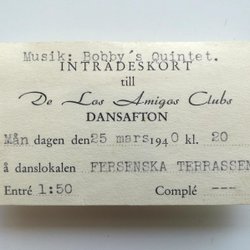 Musik: Bobby´s Quintet.
INTRÄDESKORT
till
De Los Amigos Clubs
DANSAFTON
Mån dagen den 25 mars 1940 kl. 20
å danslokalen FERSENSKA TERRASSEN
Entré 1:50 Complé ---